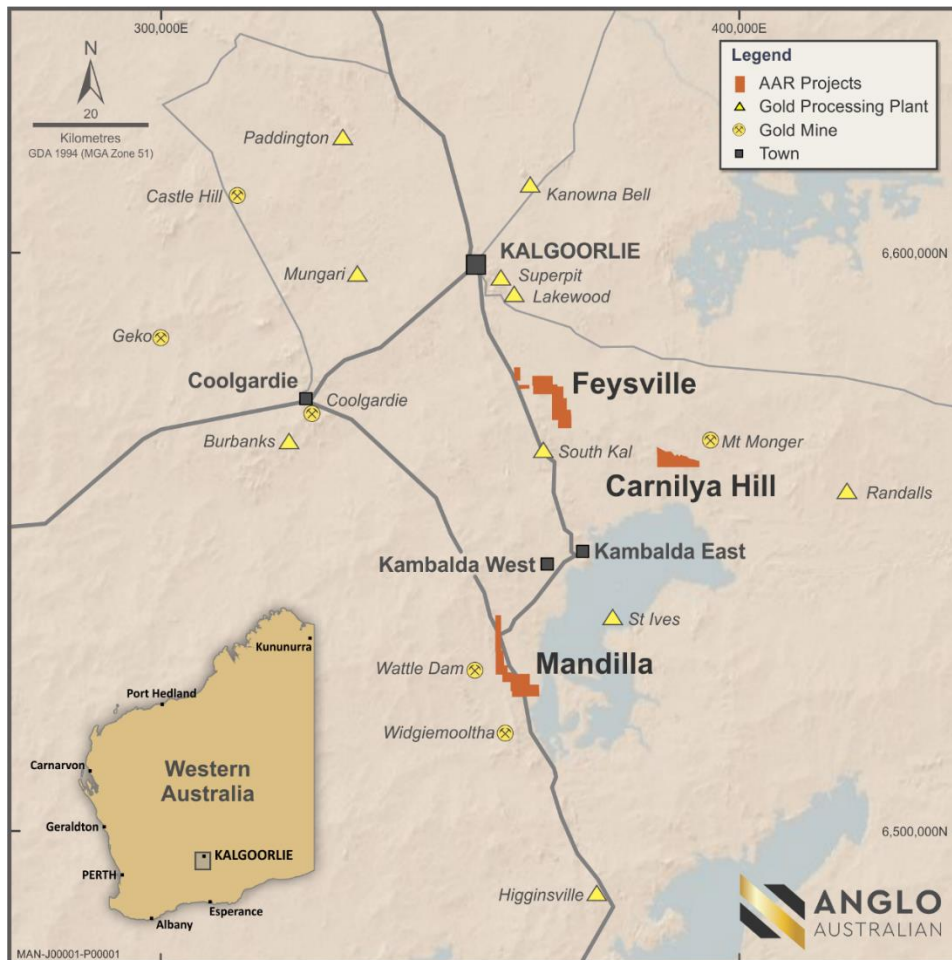 300,000E
400,000E
N
20
Kilometres
GDA 1994 (MGA Zone 51)
Legend
AAR Projects
Gold Processing Plant
Gold Mine
Town
Paddington
Castle Hill
Kanowna Bell
KALGOORLIE
6,600,000N
Mungari
Superpit
Lakewood
Geko
Coolgardie
Coolgardie
Feysville
Burbanks
South Kal
Mt Monger
Carnilya Hill
Randalls
Kambalda East
Kambalda West
St Ives
Mandilla
Wattle Dam
Widgiemooltha
6,500,000N
Higginsville
Kununurra
Port Hedland
Carnarvon
Western
Australia
Geraldton
KALGOORLIE
PERTH
Esperance
Albany
ANGLO
AUSTRALIAN
MAN-J00001-P00001